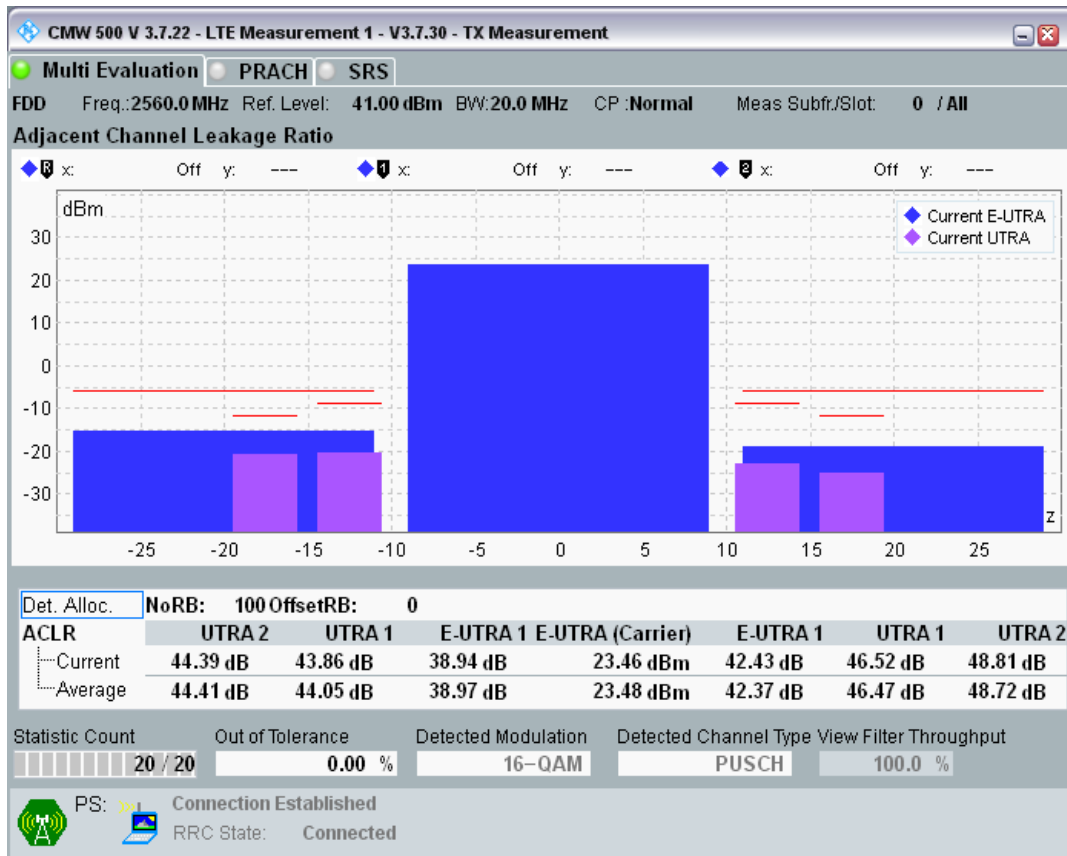 CMW 500 V 3.7.22 - LTE Measurement 1 - V3.7.30 - TX Measurement
Multi Evaluation PRACH SRS
FDD Freq.:2560.0 MHz Ref. Level: 41.00 dBm BW:20.0 MHz CP :Normal Meas Subfr./Slot: 0 / All
Adjacent Channel Leakage Ratio
R x: Off y: --- 1 x: Off y: --- 2 x: Off y: ---
dBm
Current E-UTRA
Current UTRA
30
20
10
0
-10
-20
-30
z
-25 -20 -15 -10 -5 0 5 10 15 20 25
Det. Alloc. NoRB: 100 OffsetRB: 0
ACLR UTRA 2 UTRA 1 E-UTRA 1 E-UTRA (Carrier) E-UTRA 1 UTRA 1 UTRA 2
Current 44.39 dB 43.86 dB 38.94 dB 23.46 dBm 42.43 dB 46.52 dB 48.81 dB
Average 44.41 dB 44.05 dB 38.97 dB 23.48 dBm 42.37 dB 46.47 dB 48.72 dB
Statistic Count Out of Tolerance Detected Modulation Detected Channel Type View Filter Throughput
20 / 20 0.00 % 16-QAM PUSCH 100.0 %
PS: Connection Established
RRC State: Connected